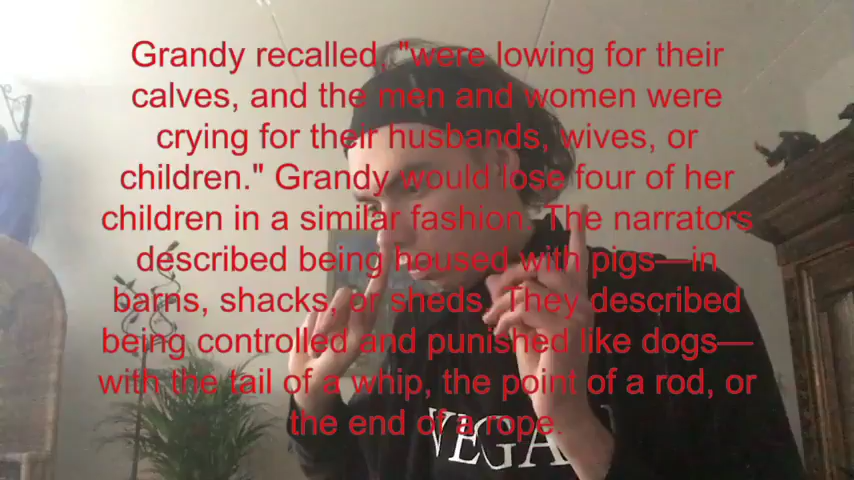 Grandy recalled, "were lowing for their
calves, and the men and women were
crying for their husbands, wives, or
children." Grandy would lose four of her
children in a similar fashion. The narrators
described being housed with pigs—in
barns, shacks, or sheds. They described
being controlled and punished like dogs—
with the tail of a whip, the point of a rod, or
the end of a rope.
VEGA